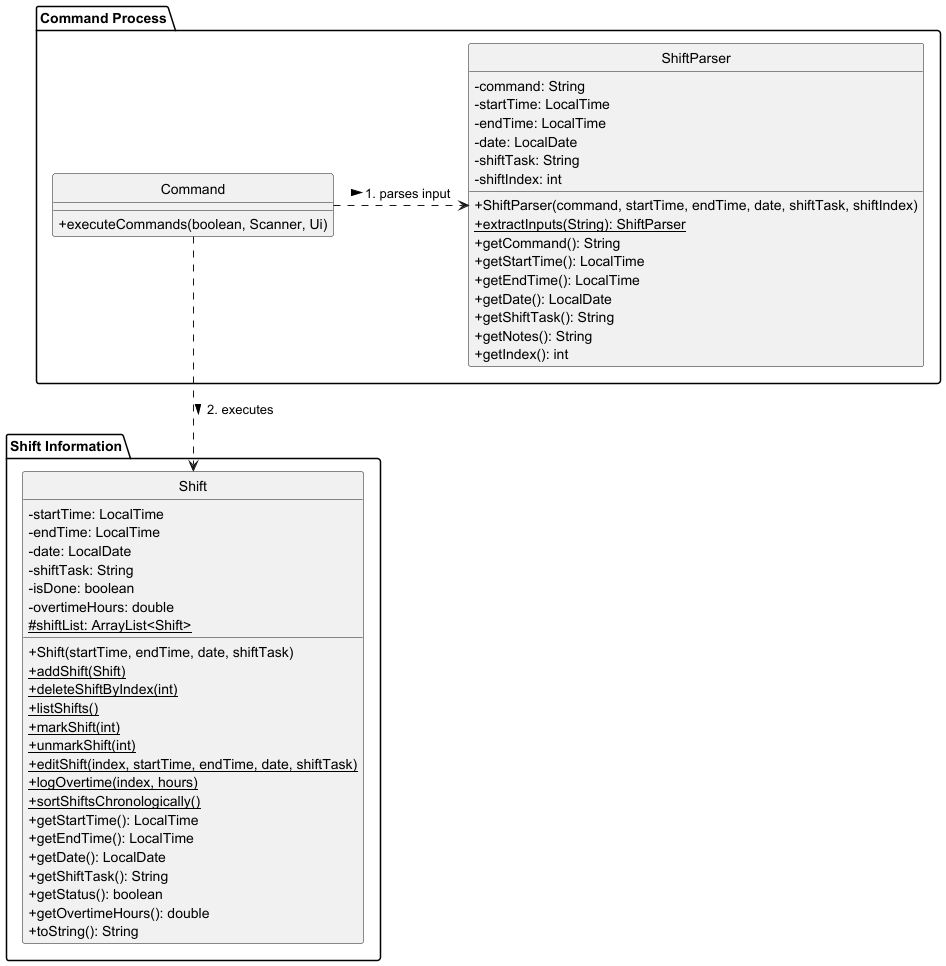 Command Process
ShiftParser
-command: String
-startTime: LocalTime
-endTime: LocalTime
-date: LocalDate
-shiftTask: String
-shiftIndex: int
+ShiftParser(command, startTime, endTime, date, shiftTask, shiftIndex)
+extractInputs(String): ShiftParser
+getCommand(): String
+getStartTime(): LocalTime
+getEndTime(): LocalTime
+getDate(): LocalDate
+getShiftTask(): String
+getNotes(): String
+getIndex(): int
Command
+executeCommands(boolean, Scanner, Ui)
1. parses input
2. executes
Shift Information
Shift
-startTime: LocalTime
-endTime: LocalTime
-date: LocalDate
-shiftTask: String
-isDone: boolean
-overtimeHours: double
#shiftList: ArrayList<Shift>
+Shift(startTime, endTime, date, shiftTask)
+addShift(Shift)
+deleteShiftByIndex(int)
+listShifts()
+markShift(int)
+unmarkShift(int)
+editShift(index, startTime, endTime, date, shiftTask)
+logOvertime(index, hours)
+sortShiftsChronologically()
+getStartTime(): LocalTime
+getEndTime(): LocalTime
+getDate(): LocalDate
+getShiftTask(): String
+getStatus(): boolean
+getOvertimeHours(): double
+toString(): String